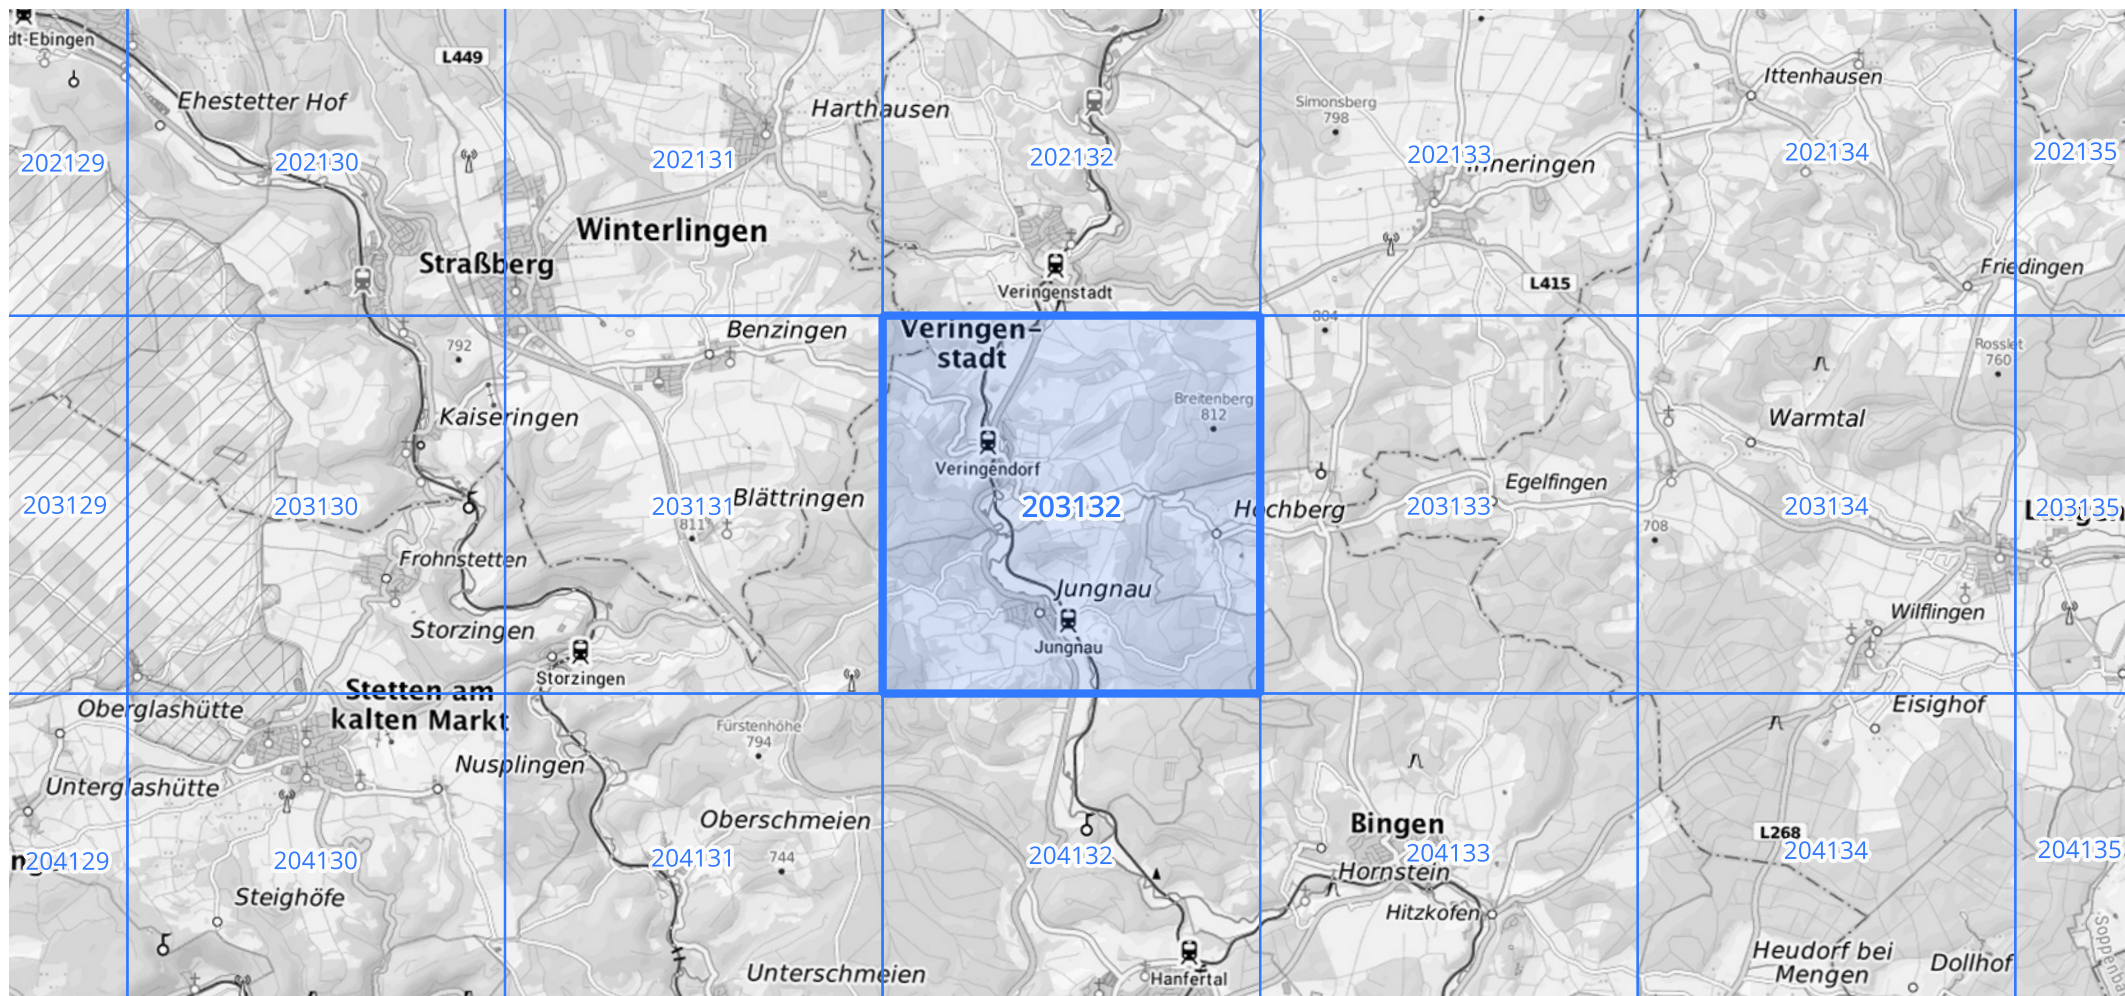 dt-Ebingen
L449
Ehestetter Hof
Harthausen
Simonsberg
798
Ittenhausen
202129
202130
202131
202132
202133
202134
202135
Winterlingen
Straßberg
Veringenstadt
L415
Friedingen
Veringen-
stadt
Benzingen
792
804
Rosslet
760
Kaiseringen
Breitenberg
812
Warmtal
Veringendorf
Egelfingen
203129
203130
203131
Blättringen
203132
Hochberg
203133
203134
203135
811
708
Frohnstetten
Jungnau
Wilflingen
Storzingen
Jungnau
Storzingen
Stetten am
kalten Markt
Oberglashütte
Eisighof
Fürstenhöhe
794
Nusplingen
Unterglashütte
Oberschmeien
Bingen
L268
204129
204130
204131
744
204132
204133
204134
204135
Hornstein
Steighöfe
Hitzkofen
Unterschmeien
Hanfertal
Heudorf bei
Mengen
Dollhof